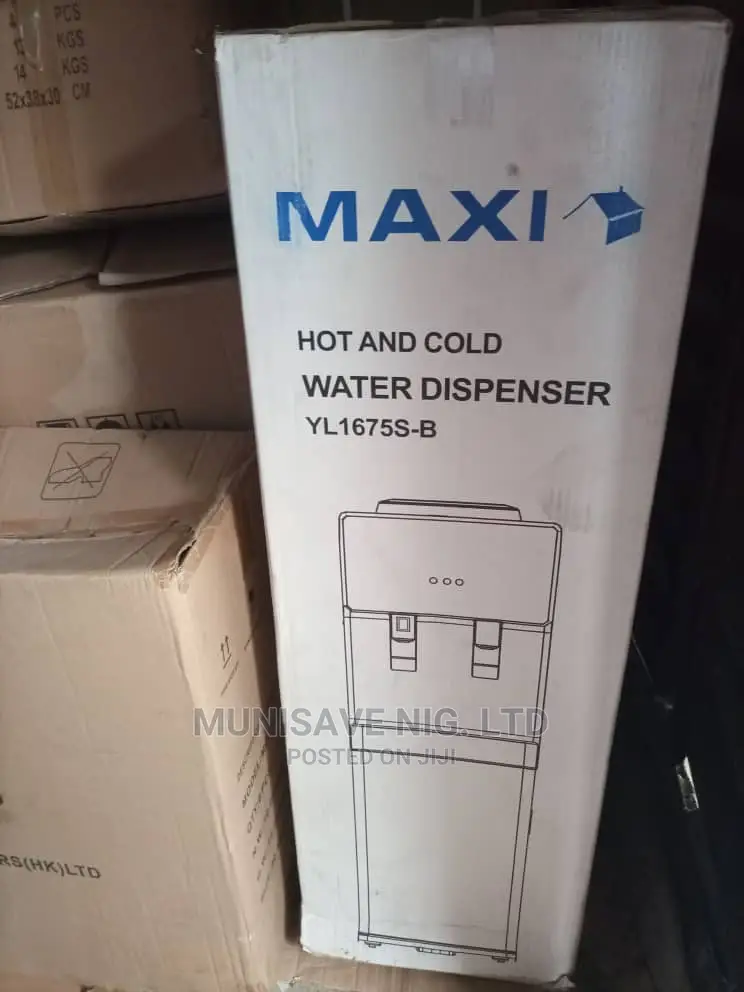 PCS
KGS
14 KGS
52x38x30 CM
MAXI
HOT AND COLD
WATER DISPENSER
YL1675S-B
MUNISAVE NIG. LTD
POSTED ON JIJI
RS(HK)LTD